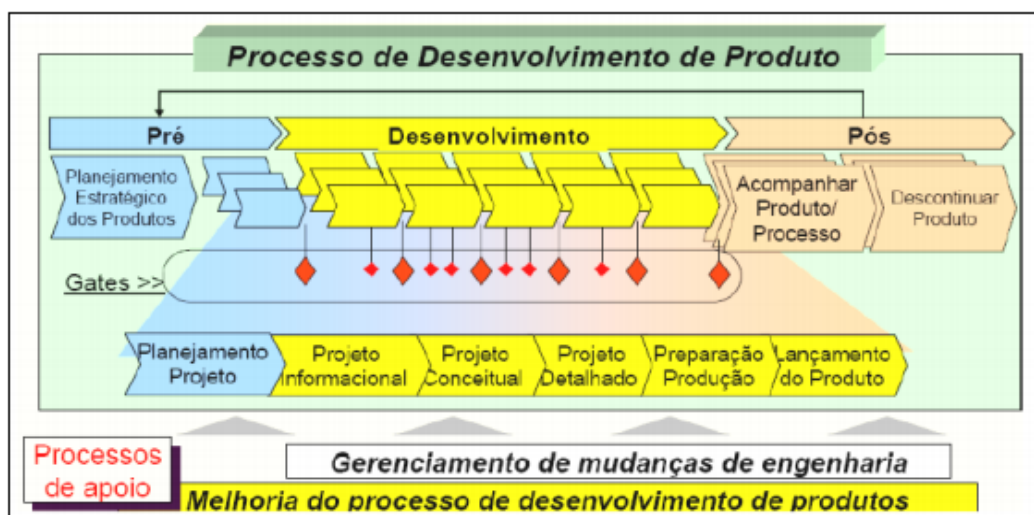 Processo de Desenvolvimento de Produto
Pré
Desenvolvimento
Pós
Planejamento
Estratégico
dos Produtos
Acompanhar
Produto/
Processo
Descontinuar
Produto
Gates >>
Planejamento
Projeto
Projeto
Informacional
Projeto
Conceitual
Projeto
Detalhado
Preparação
Produção
Lançamento
do Produto
Processos
de apoio
Gerenciamento de mudanças de engenharia
Melhoria do processo de desenvolvimento de produtos